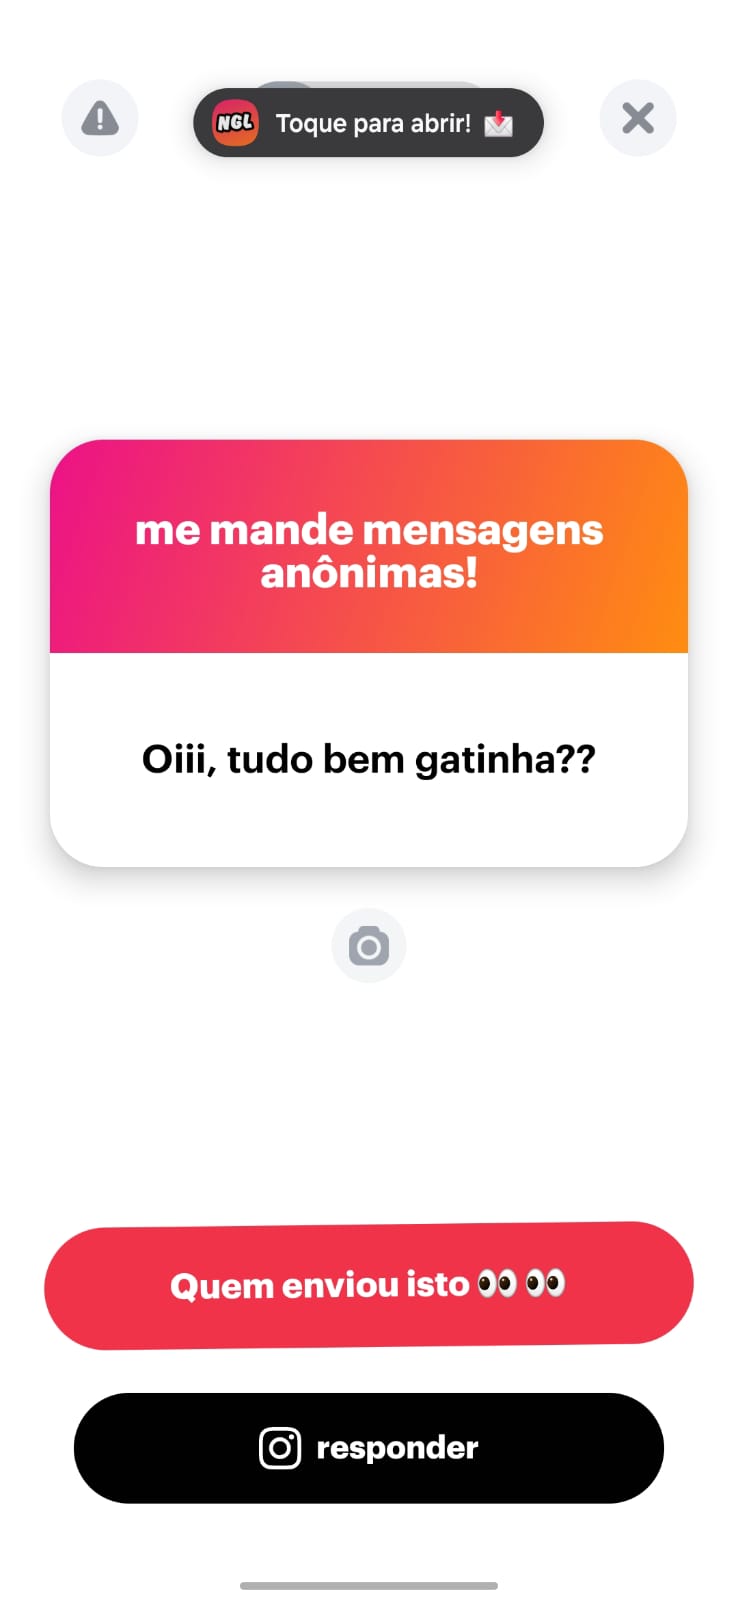 NGL Toque para abrir! 📩
me mande mensagens
anônimas!
Oiii, tudo bem gatinha??
Quem enviou isto 👀 👀
responder